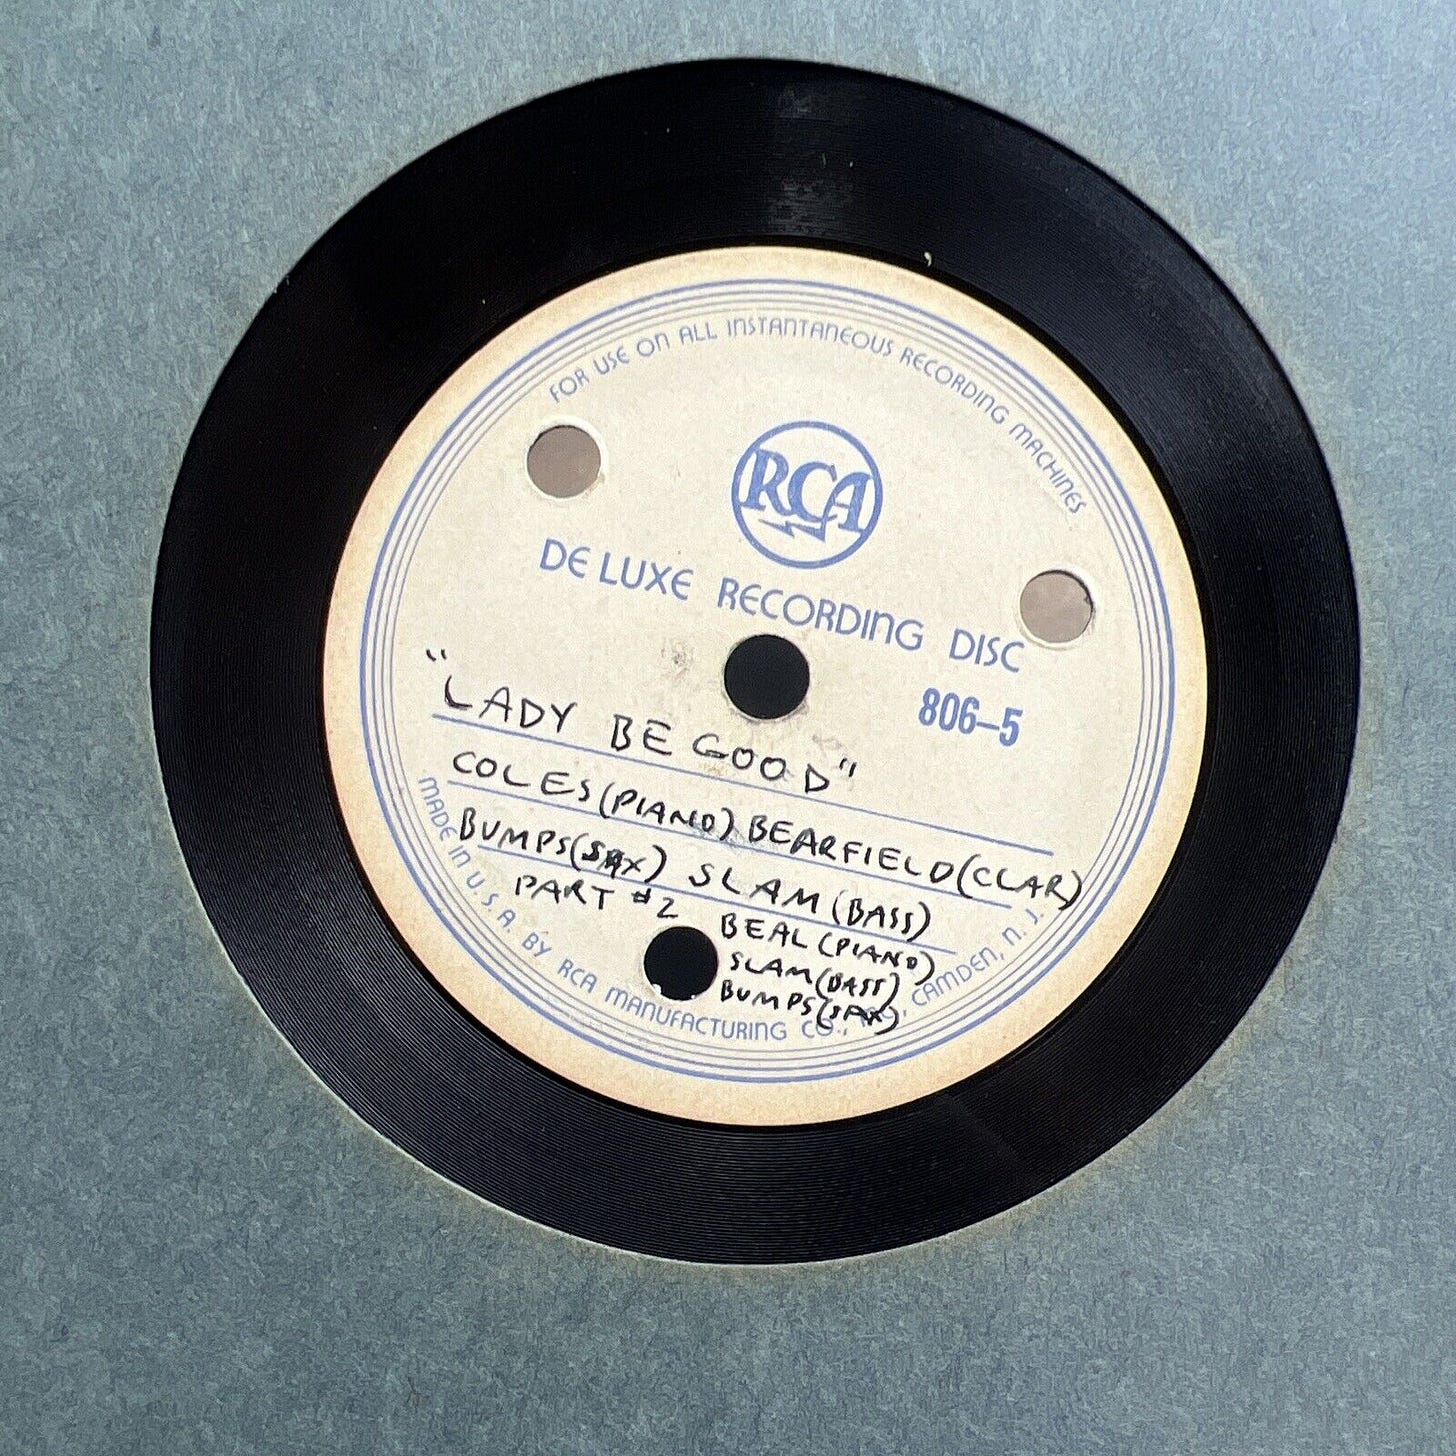 FOR USE ON ALL INSTANTANEOUS RECORDING MACHINES
RCA
DE LUXE RECORDING DISC
806-5
"LADY BE GOOD"
COLES (PIANO) BEARFIELD (CLAR)
BUMPS (SAX) SLAM (BASS)
PART #2 BEAL (PIANO)
SLAM (BASS)
BUMPS (SAX)
MADE IN U.S.A. BY RCA MANUFACTURING CO., CAMDEN, N.J.